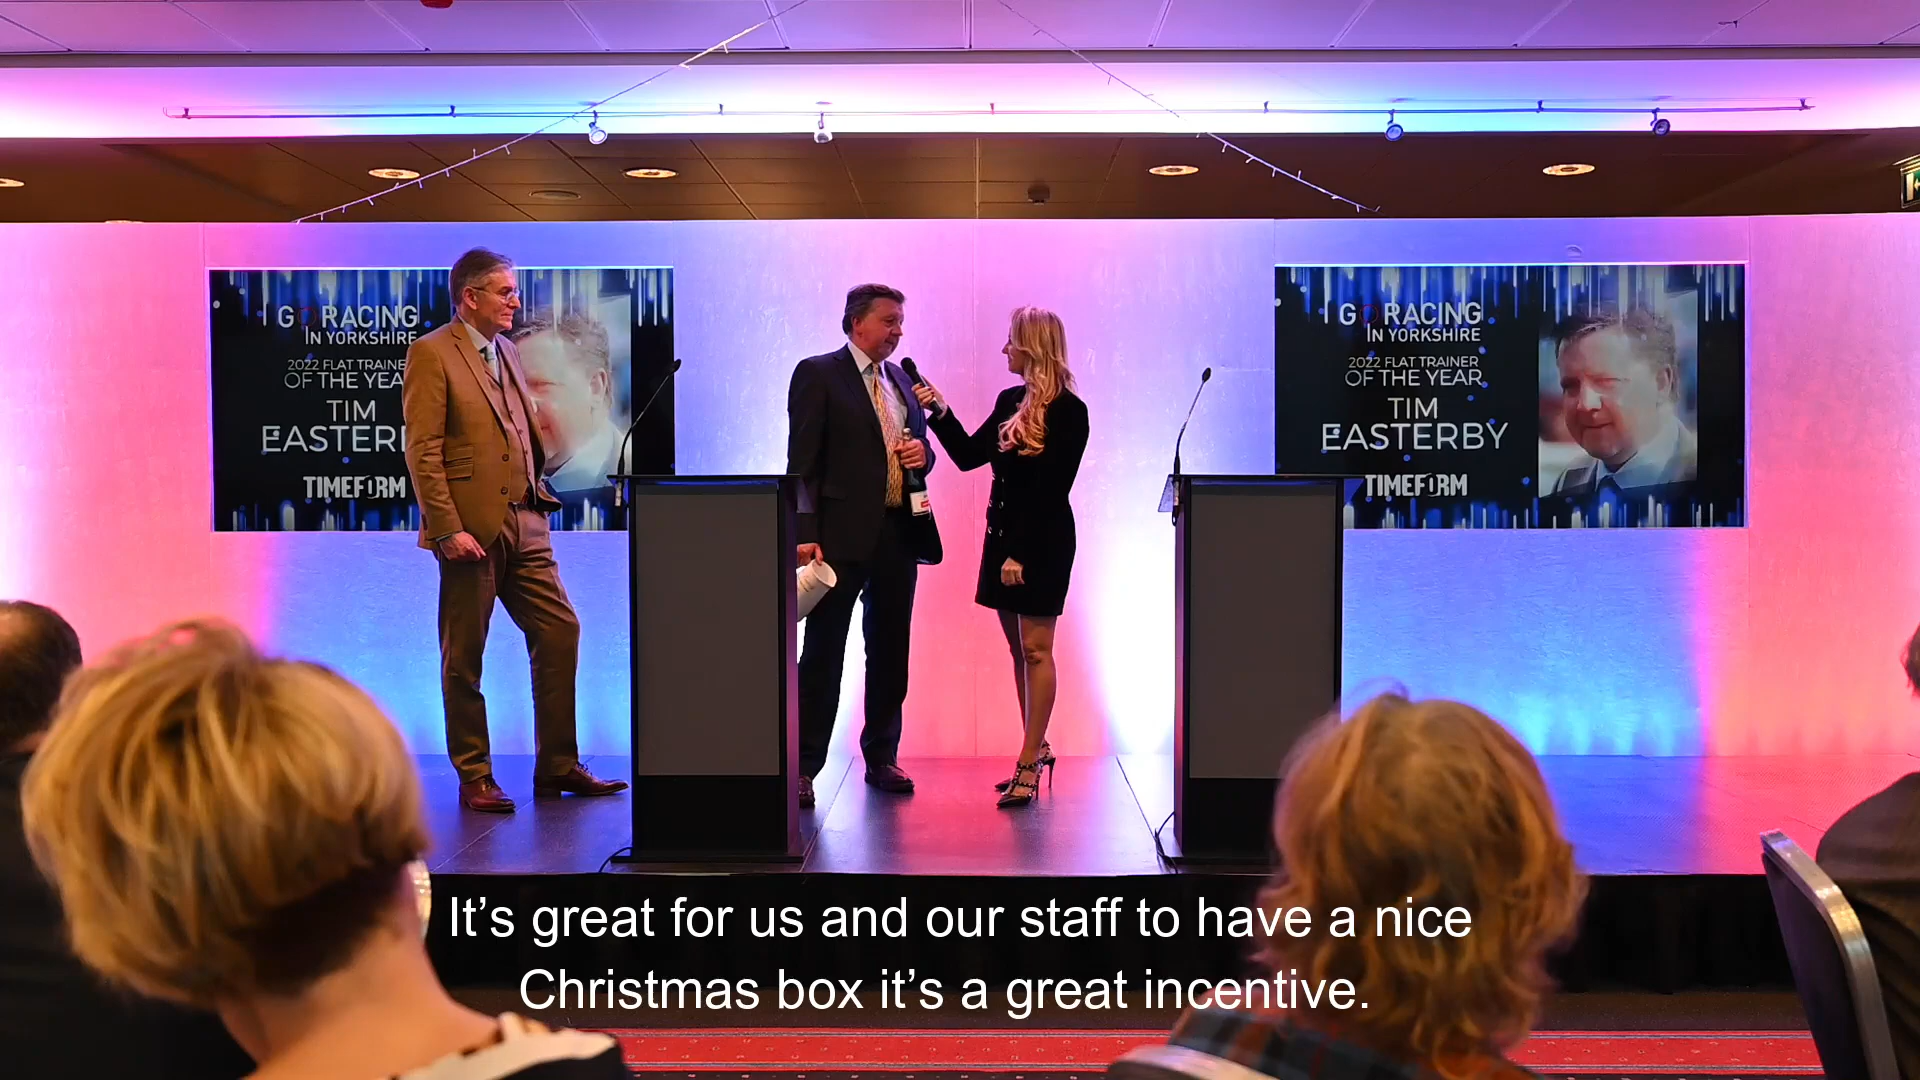 GO RACING
IN YORKSHIRE
2022 FLAT TRAINE
OF THE YEA
TIM
EASTER
TIMEFORM
GO RACING
IN YORKSHIRE
2022 FLAT TRAINER
OF THE YEAR
TIM
EASTERBY
TIMEFORM
It’s great for us and our staff to have a nice
Christmas box it’s a great incentive.